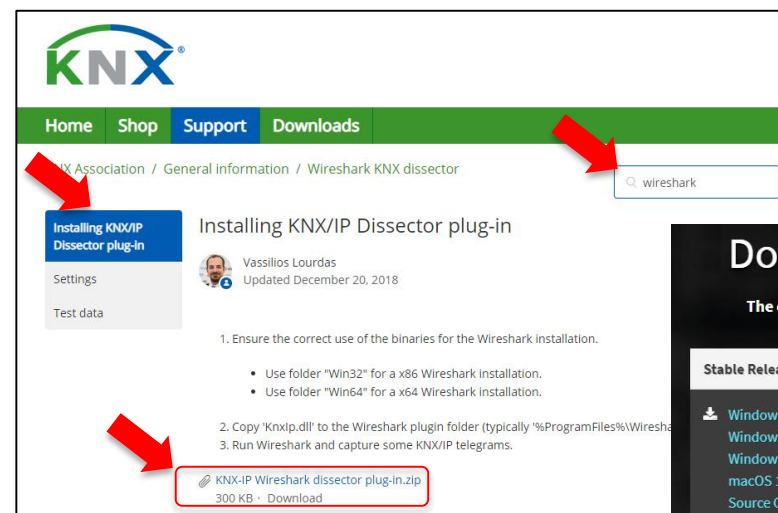 KNX®
Home Shop Support Downloads
KNX Association / General information / Wireshark KNX dissector
wireshark
Installing KNX/IP
Dissector plug-in
Settings
Test data
Installing KNX/IP Dissector plug-in
Vassilios Lourdas
Updated December 20, 2018
1. Ensure the correct use of the binaries for the Wireshark installation.
• Use folder "Win32" for a x86 Wireshark installation.
• Use folder "Win64" for a x64 Wireshark installation.
2. Copy 'KnxIp.dll' to the Wireshark plugin folder (typically '%ProgramFiles%\Wiresha
3. Run Wireshark and capture some KNX/IP telegrams.
KNX-IP Wireshark dissector plug-in.zip
300 KB · Download
Do
The
Stable Relea
Window
Window
Window
macOS
Source